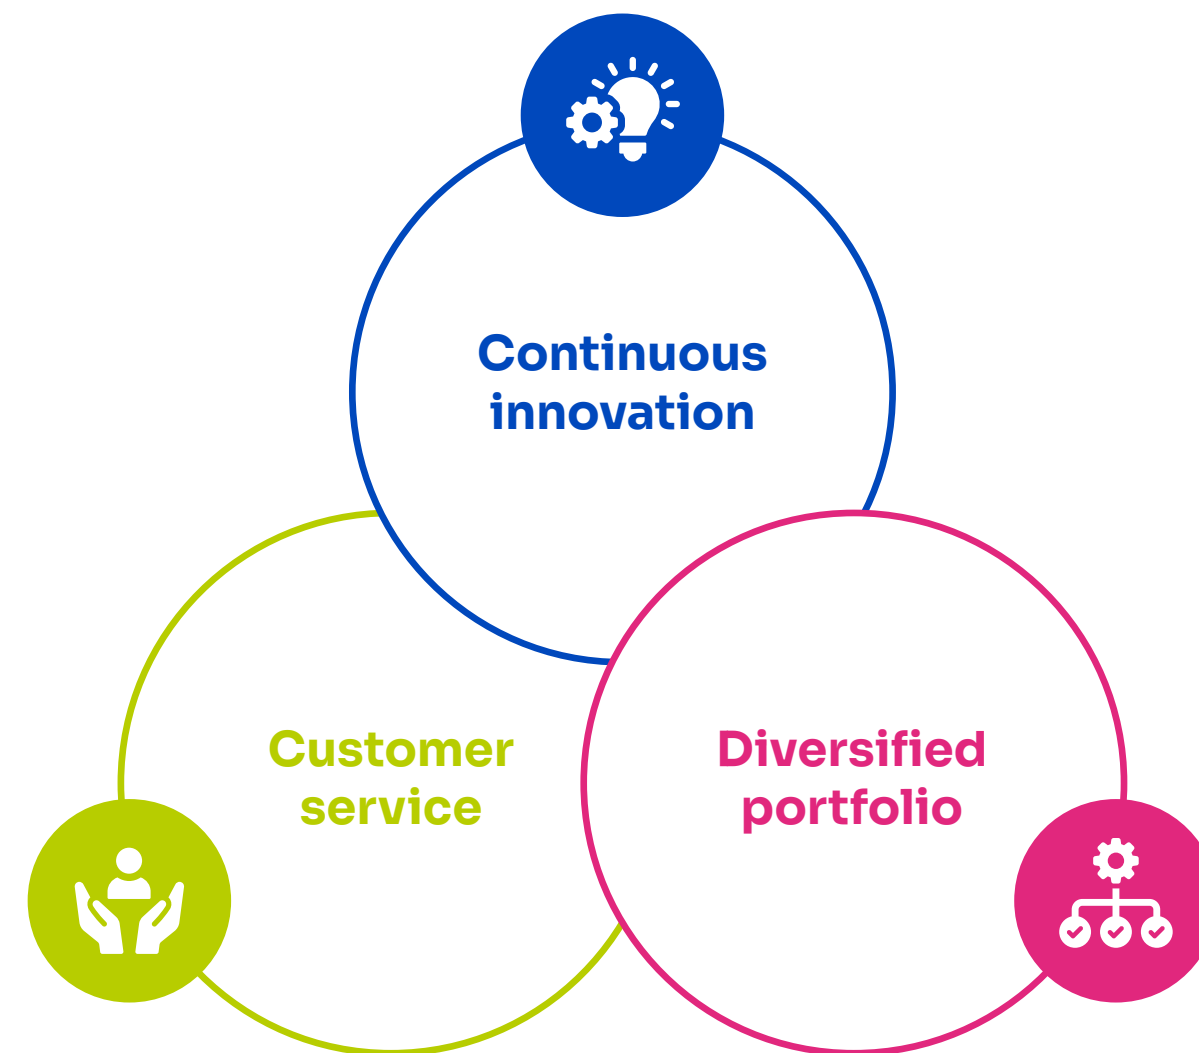 Continuous
innovation
Customer
service
Diversified
portfolio